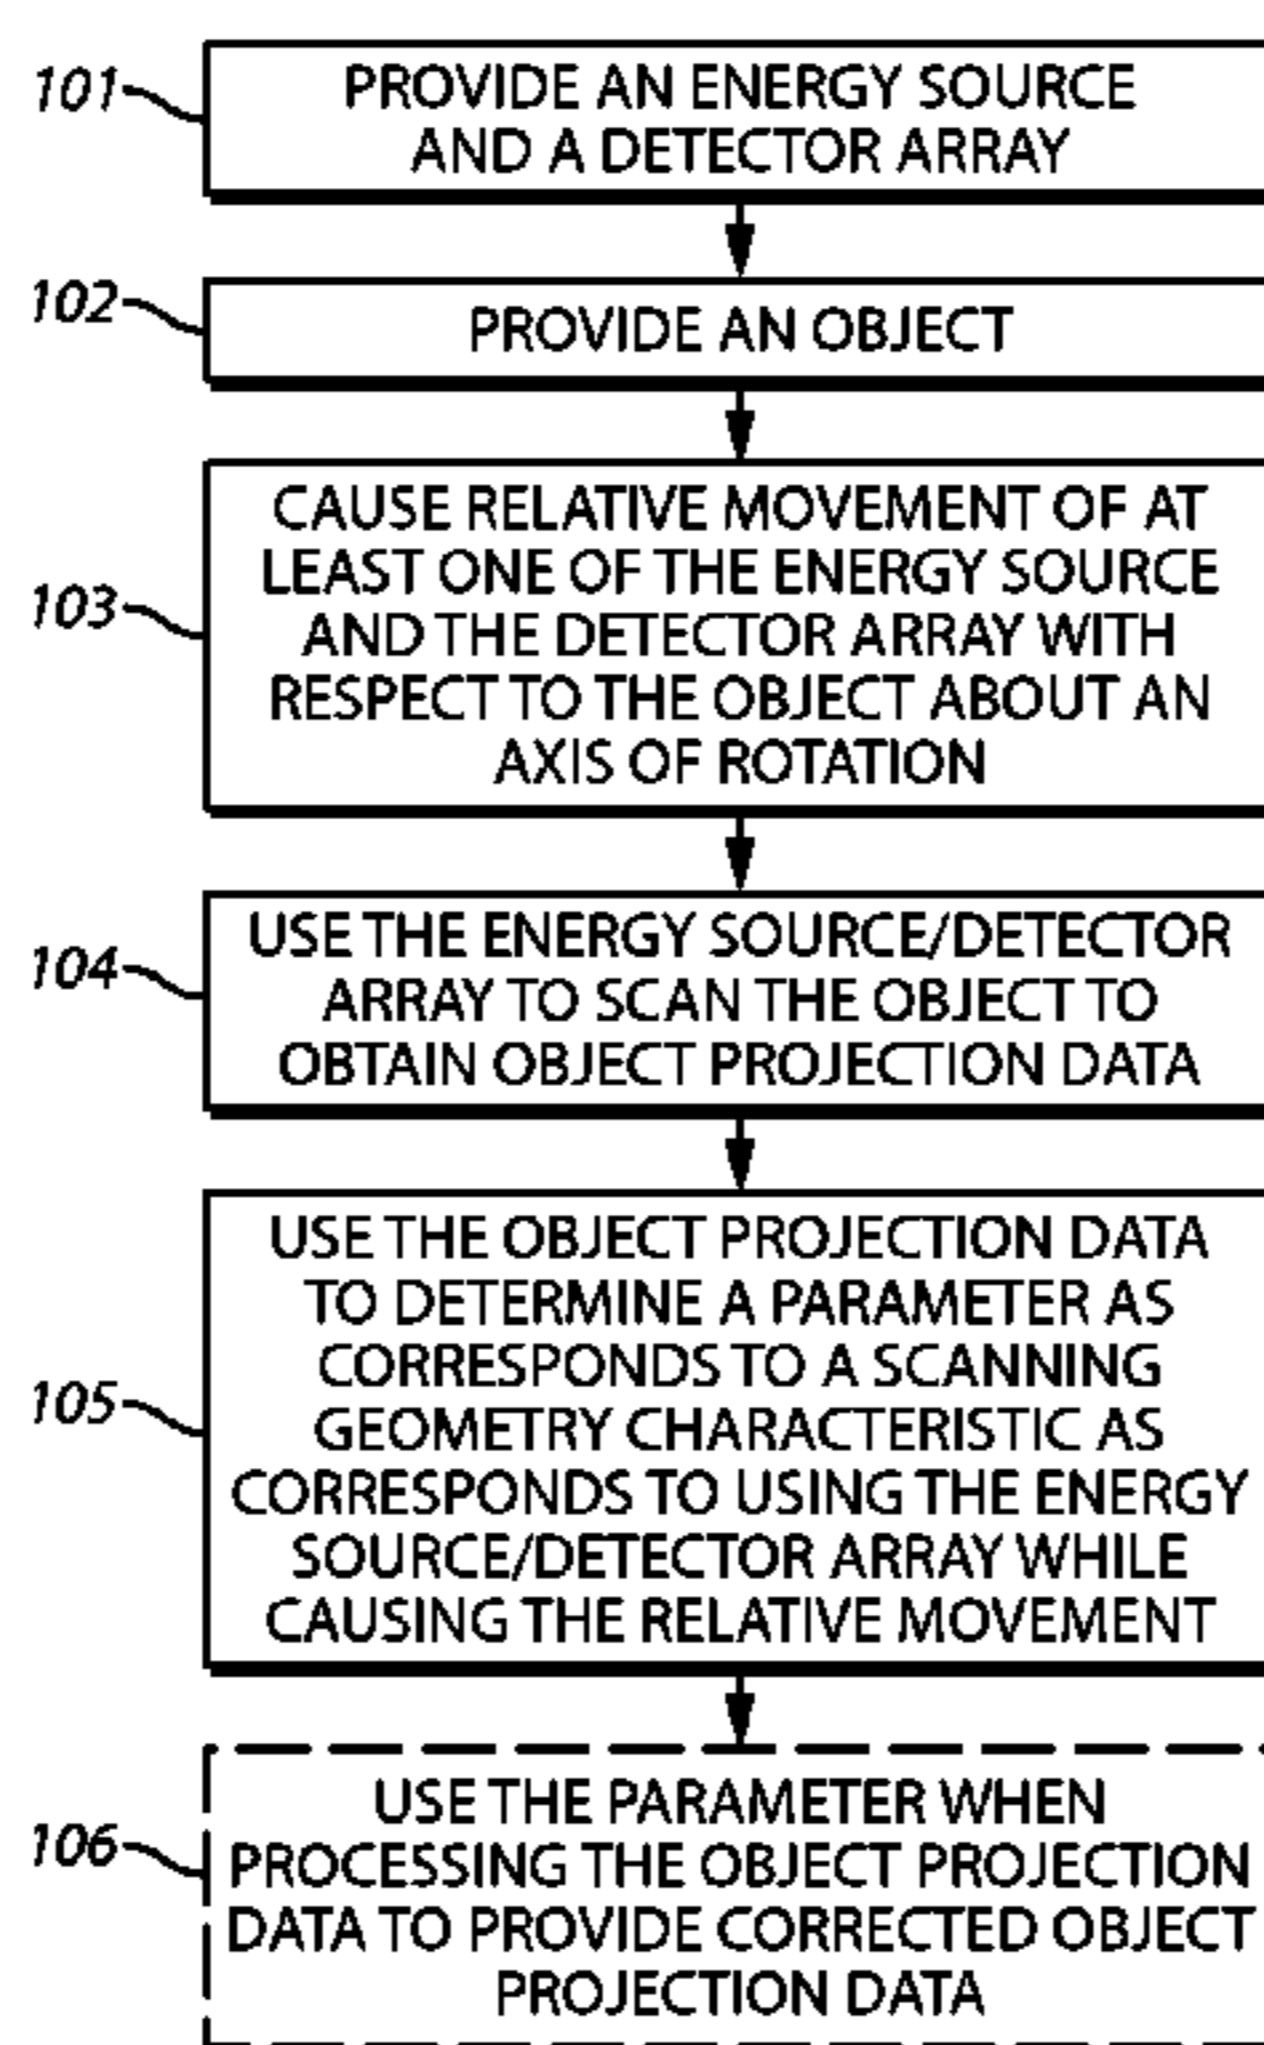 101
PROVIDE AN ENERGY SOURCE
AND A DETECTOR ARRAY
102
PROVIDE AN OBJECT
103
CAUSE RELATIVE MOVEMENT OF AT
LEAST ONE OF THE ENERGY SOURCE
AND THE DETECTOR ARRAY WITH
RESPECT TO THE OBJECT ABOUT AN
AXIS OF ROTATION
104
USE THE ENERGY SOURCE/DETECTOR
ARRAY TO SCAN THE OBJECT TO
OBTAIN OBJECT PROJECTION DATA
105
USE THE OBJECT PROJECTION DATA
TO DETERMINE A PARAMETER AS
CORRESPONDS TO A SCANNING
GEOMETRY CHARACTERISTIC AS
CORRESPONDS TO USING THE ENERGY
SOURCE/DETECTOR ARRAY WHILE
CAUSING THE RELATIVE MOVEMENT
106
USE THE PARAMETER WHEN
PROCESSING THE OBJECT PROJECTION
DATA TO PROVIDE CORRECTED OBJECT
PROJECTION DATA